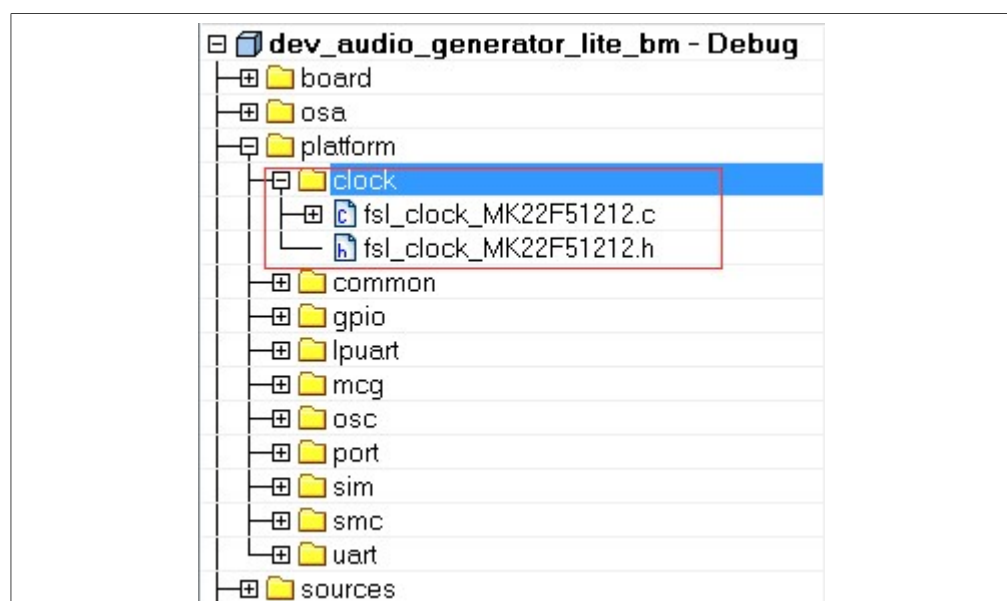 dev_audio_generator_lite_bm - Debug
board
osa
platform
clock
c fsl_clock_MK22F51212.c
h fsl_clock_MK22F51212.h
common
gpio
lpuart
mcg
osc
port
sim
smc
uart
sources